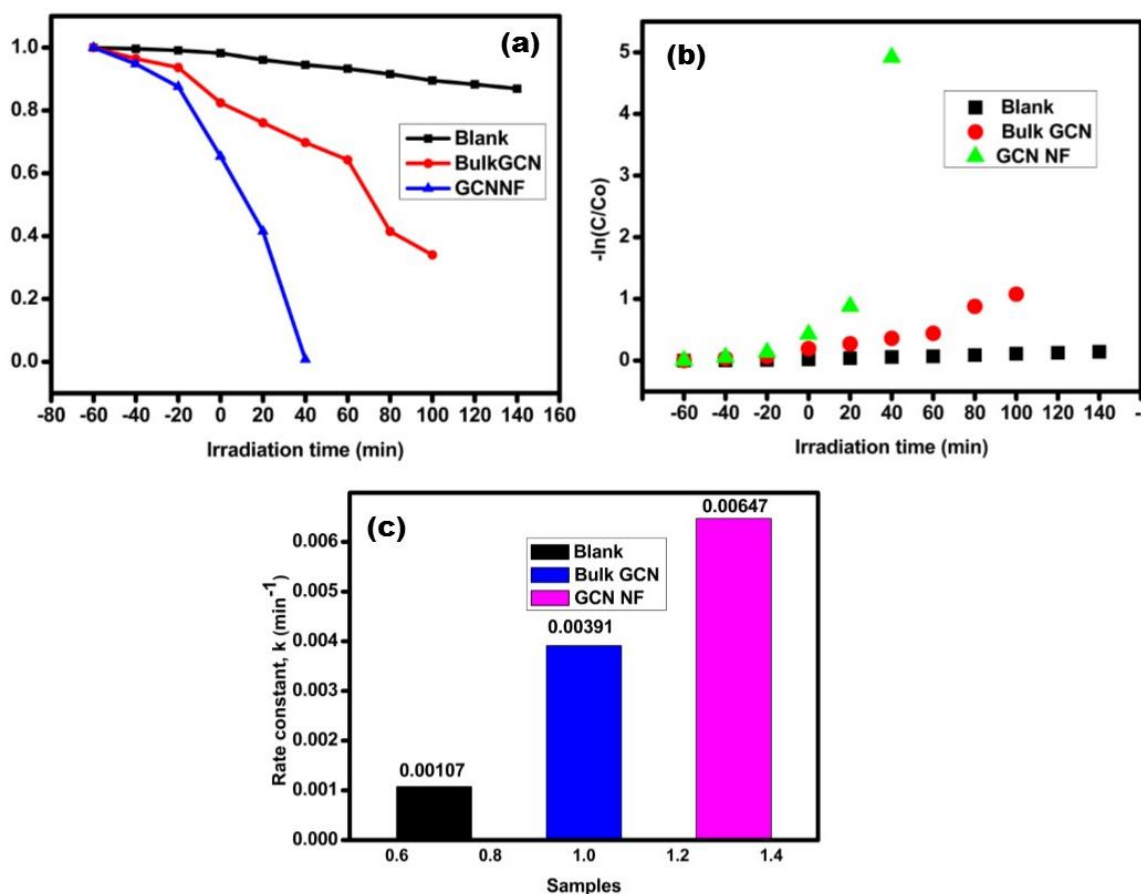 (a)
1.0
0.8
0.6
0.4
0.2
0.0
Blank
BulkGCN
GCNNF
-80 -60 -40 -20 0 20 40 60 80 100 120 140 160
Irradiation time (min)
(b)
5
4
3
2
1
0
-ln(C/Co)
Blank
Bulk GCN
GCN NF
-60 -40 -20 0 20 40 60 80 100 120 140
Irradiation time (min)
(c)
0.006
0.005
0.004
0.003
0.002
0.001
0.000
Rate constant, k (min-1)
Blank
Bulk GCN
GCN NF
0.00107
0.00391
0.00647
0.6 0.8 1.0 1.2 1.4
Samples